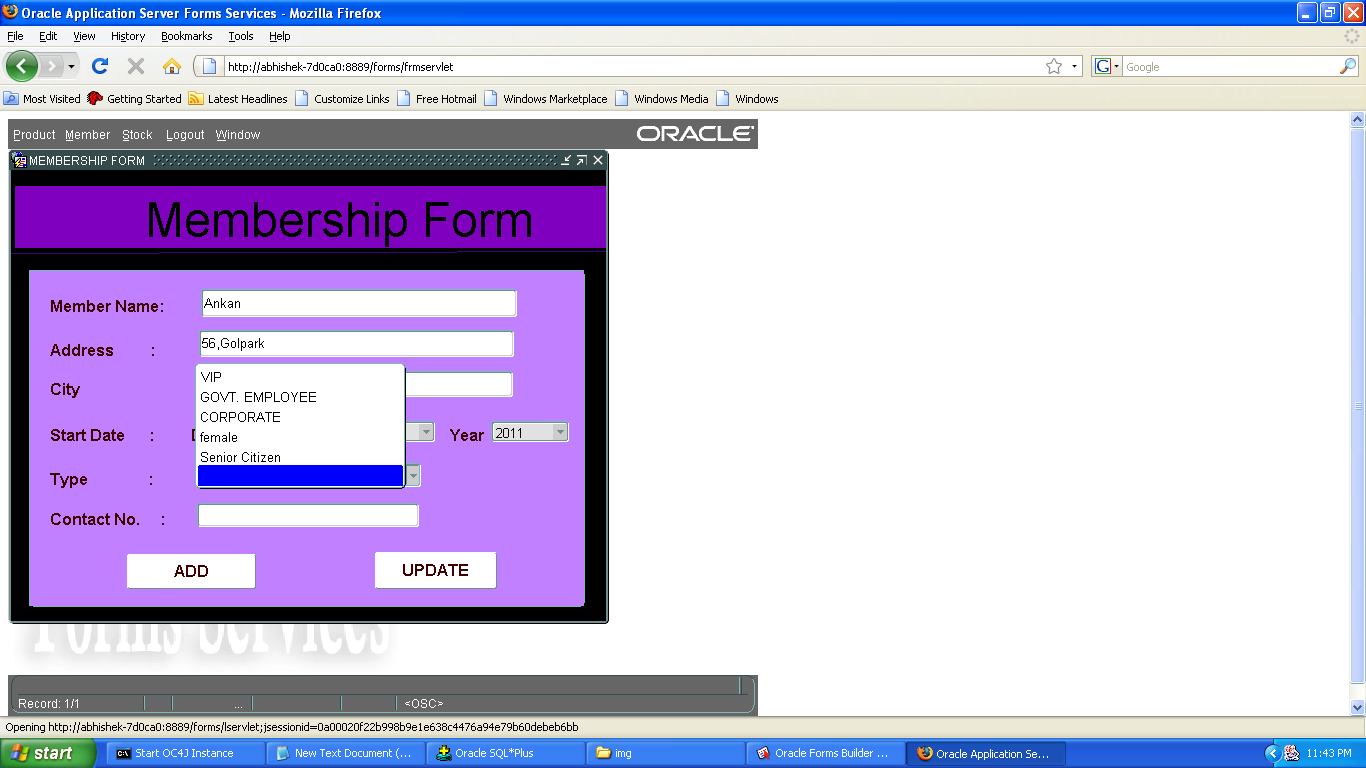 Oracle Application Server Forms Services - Mozilla Firefox
File Edit View History Bookmarks Tools Help
http://abhishek-7d0ca0:8889/forms/frmservlet
G Google
Most Visited Getting Started Latest Headlines Customize Links Free Hotmail Windows Marketplace Windows Media Windows
Product Member Stock Logout Window ORACLE
MEMBERSHIP FORM
Membership Form
Member Name: Ankan
Address : 56,Golpark
City
VIP
GOVT. EMPLOYEE
CORPORATE
Start Date : Year 2011
female
Senior Citizen
Type :
Contact No. :
ADD UPDATE
Forms Services
Record: 1/1 ... <OSC>
Opening http://abhishek-7d0ca0:8889/forms/lservlet;jsessionid=0a00020f22b998b9e1e638c4476a94e79b60debeb6bb
start Start OC4J Instance New Text Document (... Oracle SQL*Plus img Oracle Forms Builder ... Oracle Application Se... 11:43 PM